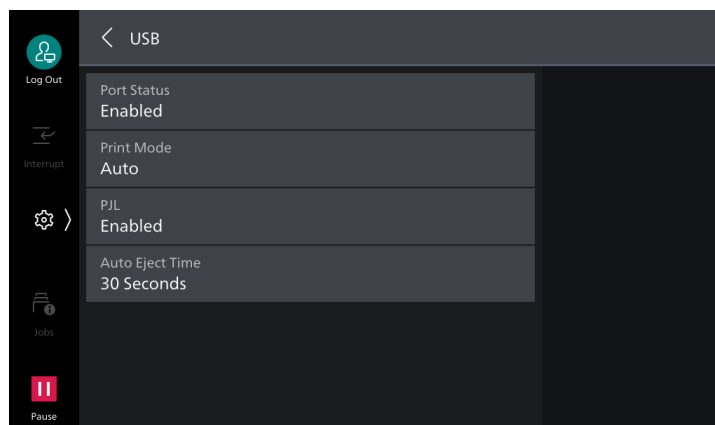 USB
Log Out
Port Status
Enabled
Print Mode
Auto
Interrupt
PJL
Enabled
Auto Eject Time
30 Seconds
Jobs
Pause